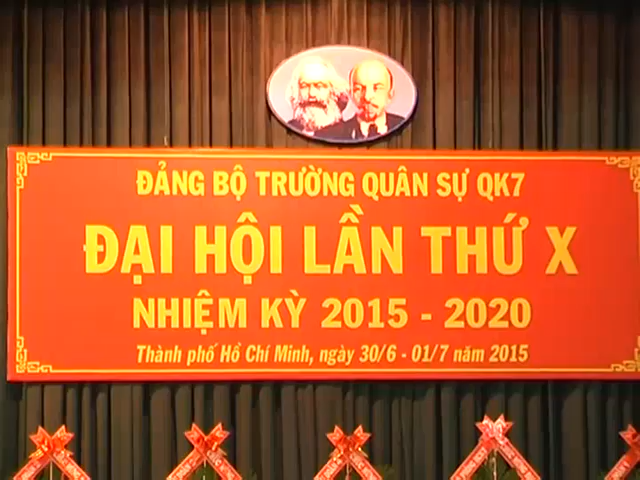 ĐẢNG BỘ TRƯỜNG QUÂN SỰ QK7
ĐẠI HỘI LẦN THỨ X
NHIỆM KỲ 2015 - 2020
Thành phố Hồ Chí Minh, ngày 30/6 - 01/7 năm 2015